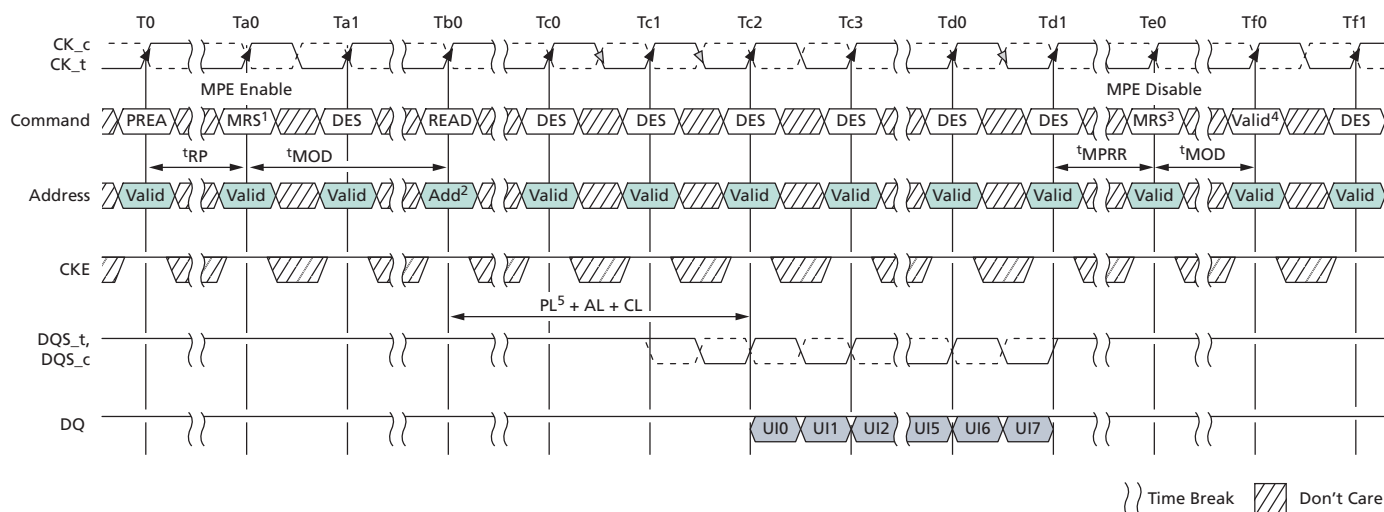 T0 Ta0 Ta1 Tb0 Tc0 Tc1 Tc2 Tc3 Td0 Td1 Te0 Tf0 Tf1
CK_c
CK_t
MPE Enable MPE Disable
Command PREA MRS¹ DES READ DES DES DES DES DES DES MRS³ Valid⁴ DES
tRP tMOD tMPRR tMOD
Address Valid Valid Valid Add² Valid Valid Valid Valid Valid Valid Valid Valid Valid
CKE
PL⁵ + AL + CL
DQS_t,
DQS_c
DQ UI0 UI1 UI2 UI5 UI6 UI7
Time Break Don't Care